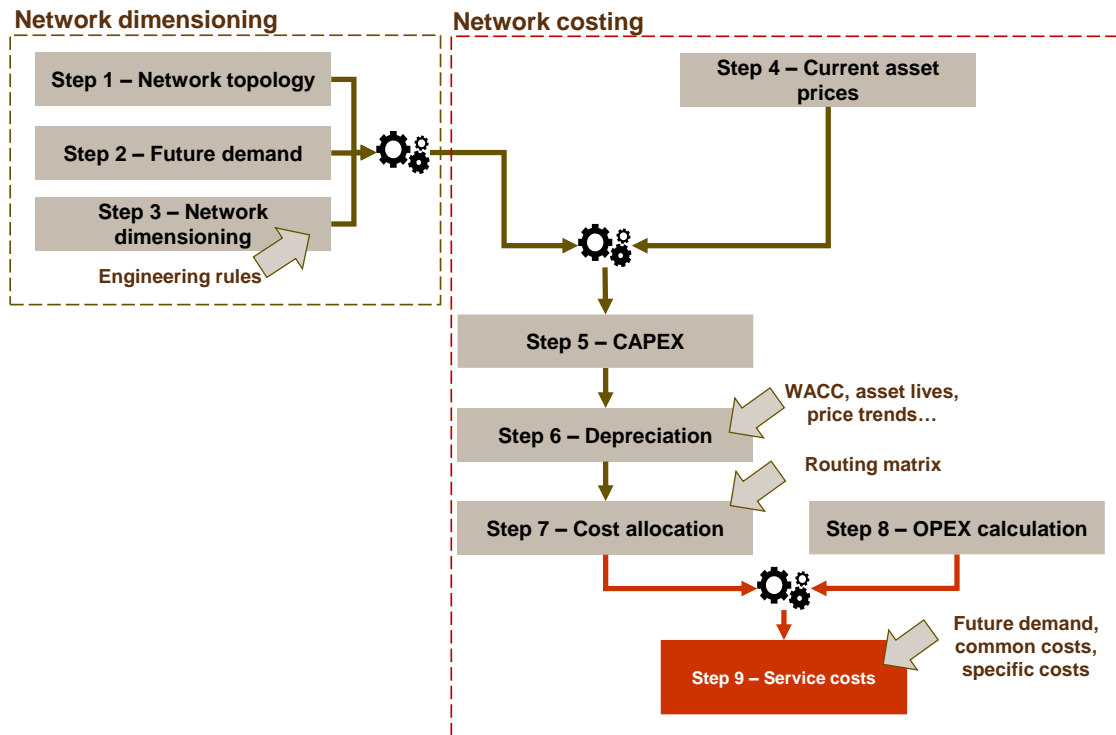 Network dimensioning
Network costing
Step 1 – Network topology
Step 2 – Future demand
Step 3 – Network
dimensioning
Engineering rules
Step 4 – Current asset
prices
Step 5 – CAPEX
WACC, asset lives,
price trends…
Step 6 – Depreciation
Routing matrix
Step 7 – Cost allocation
Step 8 – OPEX calculation
Future demand,
common costs,
specific costs
Step 9 – Service costs